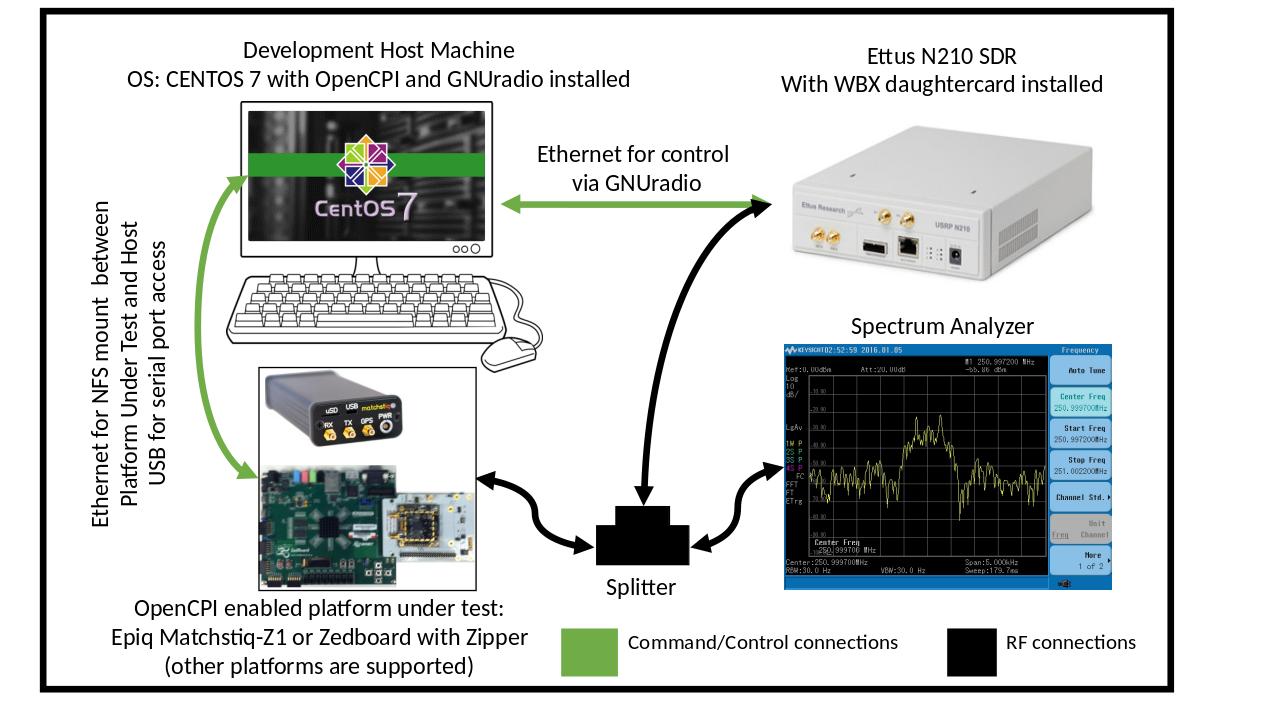 Development Host Machine
OS: CENTOS 7 with OpenCPI and GNUradio installed
Ettus N210 SDR
With WBX daughtercard installed
CentOS 7
Ethernet for control
via GNUradio
Ettus Research
USRP N210
Ethernet for NFS mount between
Platform Under Test and Host
USB for serial port access
uSD USB matchstiq
RX TX GPS PWR
Spectrum Analyzer
KEYSIGHT 02:52:59 2016.01.05
Frequency
M1 250.997200 MHz
Ref:0.00dBm Att:20.00dB -65.86 dBm
Log
10
dB/
LgAv
1W P
2S P
3S P
4S P
FC
FFT
FT
ETrg
Center Freq
250.999700 MHz
Center:250.999700MHz Span:5.000kHz
RBW:30.0 Hz VBW:30.0 Hz Sweep:179.7ms
Auto Tune
Center Freq
250.999700MHz
Start Freq
250.997200MHz
Stop Freq
251.002200MHz
Channel Std.
Unit
Freq Channel
More
1 of 2
Splitter
OpenCPI enabled platform under test:
Epiq Matchstiq-Z1 or Zedboard with Zipper
(other platforms are supported)
Command/Control connections
RF connections